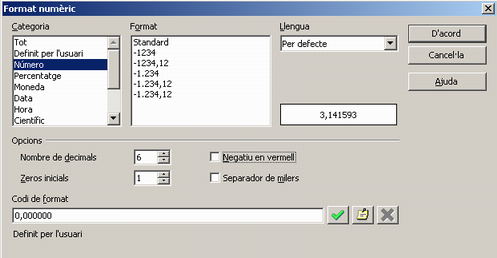 Format numèric
Categoria
Tot
Definit per l'usuari
Número
Percentatge
Moneda
Data
Hora
Científic
Format
Standard
-1234
-1234,12
-1.234
-1.234,12
-1.234,12
Llengua
Per defecte
3,141593
D'acord
Cancel·la
Ajuda
Opcions
Nombre de decimals
6
Negatiu en vermell
Zeros inicials
1
Separador de milers
Codi de format
0,000000
Definit per l'usuari